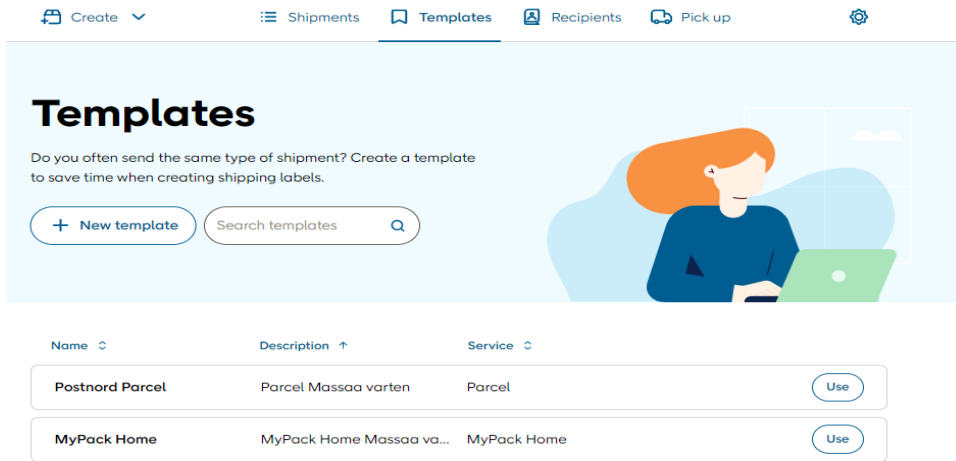 Create Shipments Templates Recipients Pick up
Templates
Do you often send the same type of shipment? Create a template
to save time when creating shipping labels.
+ New template Search templates
Name Description Service
Postnord Parcel Parcel Massaa varten Parcel Use
MyPack Home MyPack Home Massaa va... MyPack Home Use